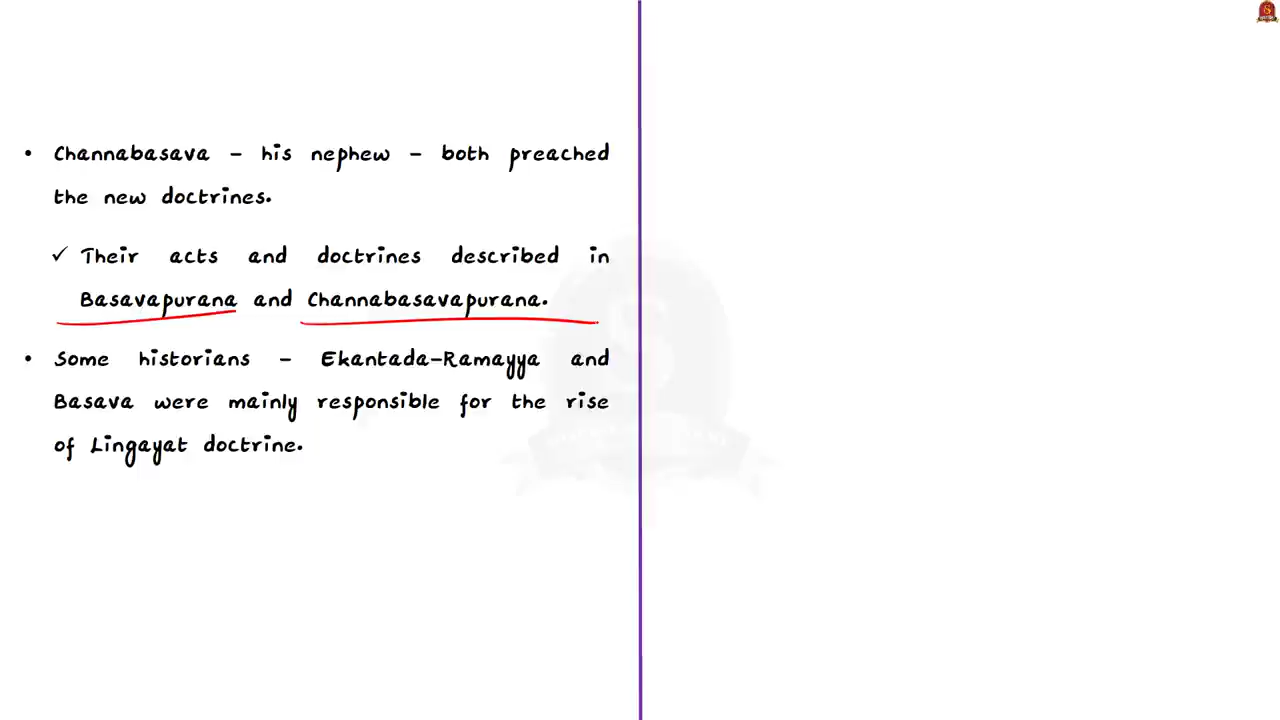 • Channabasava – his nephew – both preached
the new doctrines.
✓ Their acts and doctrines described in
Basavapurana and Channabasavapurana.
• Some historians – Ekantada-Ramayya and
Basava were mainly responsible for the rise
of Lingayat doctrine.